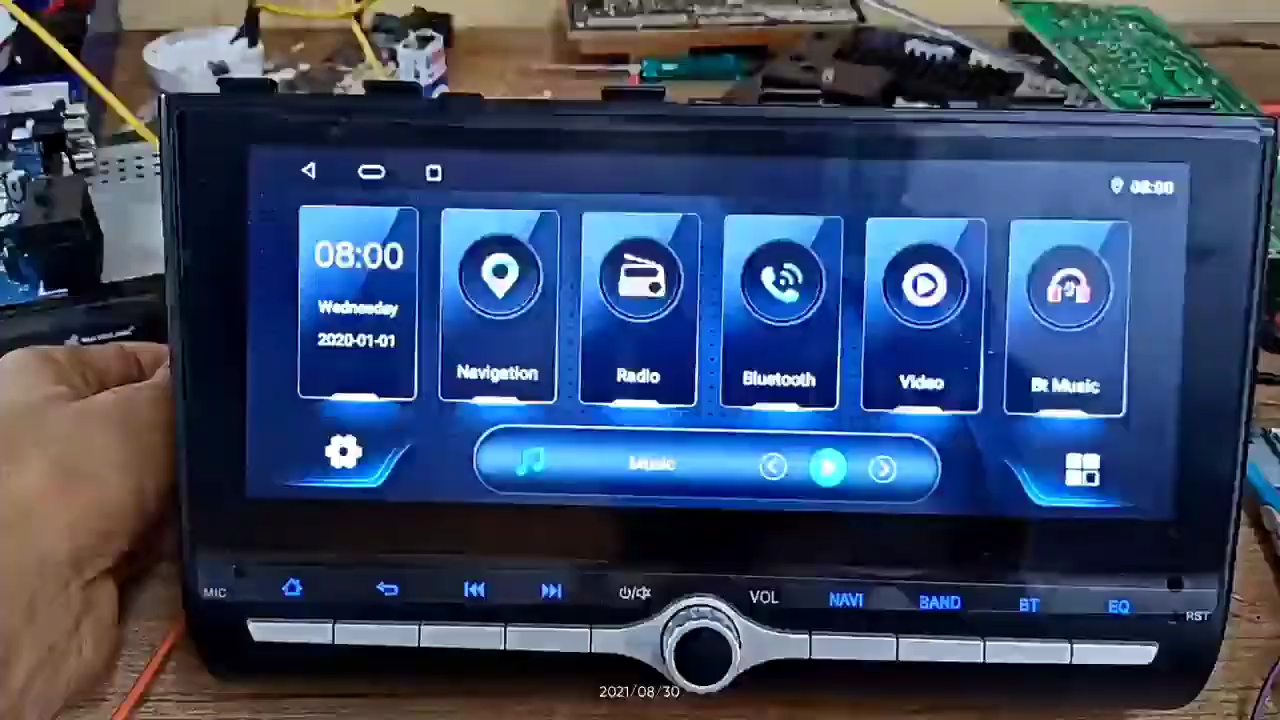 08:00
08:00
Wednesday
2020-01-01
Navigation
Radio
Bluetooth
Video
Bt Music
Music
MIC
VOL
NAVI
BAND
BT
EQ
RST
2021/08/30